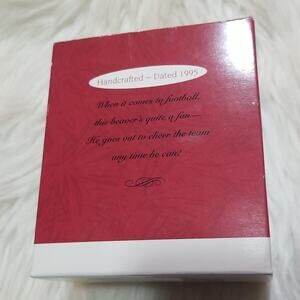 Handcrafted ~ Dated 1995
When it comes to football,
this beaver's quite a fan—
He goes out to cheer the team
any time he can!